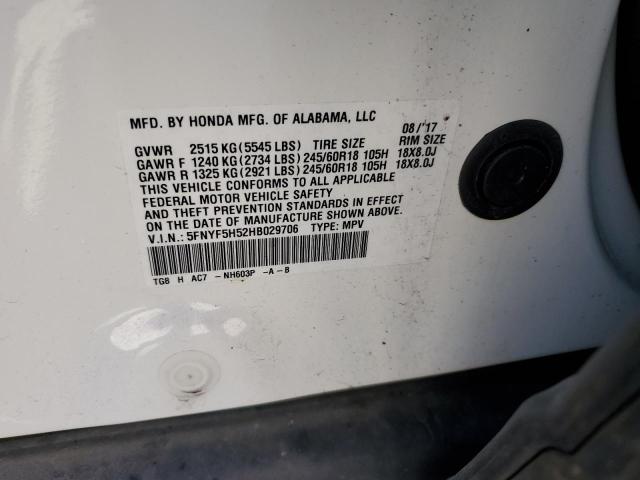 MFD. BY HONDA MFG. OF ALABAMA, LLC 08/'17
GVWR 2515 KG (5545 LBS) TIRE SIZE RIM SIZE
GAWR F 1240 KG (2734 LBS) 245/60R18 105H 18X8.0J
GAWR R 1325 KG (2921 LBS) 245/60R18 105H 18X8.0J
THIS VEHICLE CONFORMS TO ALL APPLICABLE
FEDERAL MOTOR VEHICLE SAFETY
AND THEFT PREVENTION STANDARDS IN EFFECT
ON THE DATE OF MANUFACTURE SHOWN ABOVE.
V.I.N.: 5FNYF5H52HB029706 TYPE: MPV
TG8 H AC7 -NH603P -A-B